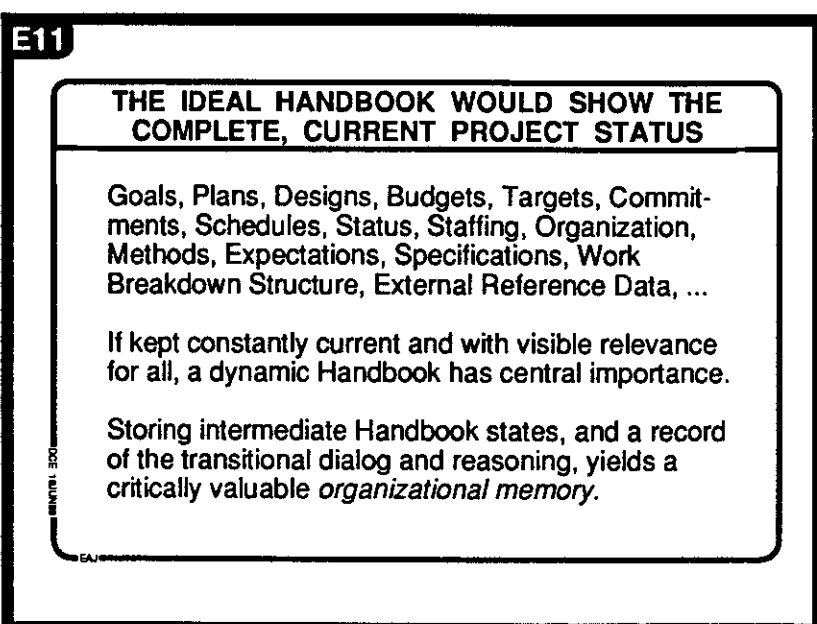 E11
THE IDEAL HANDBOOK WOULD SHOW THE
COMPLETE, CURRENT PROJECT STATUS
Goals, Plans, Designs, Budgets, Targets, Commit-
ments, Schedules, Status, Staffing, Organization,
Methods, Expectations, Specifications, Work
Breakdown Structure, External Reference Data, ...
If kept constantly current and with visible relevance
for all, a dynamic Handbook has central importance.
Storing intermediate Handbook states, and a record
of the transitional dialog and reasoning, yields a
critically valuable organizational memory.
DCE
EAJ